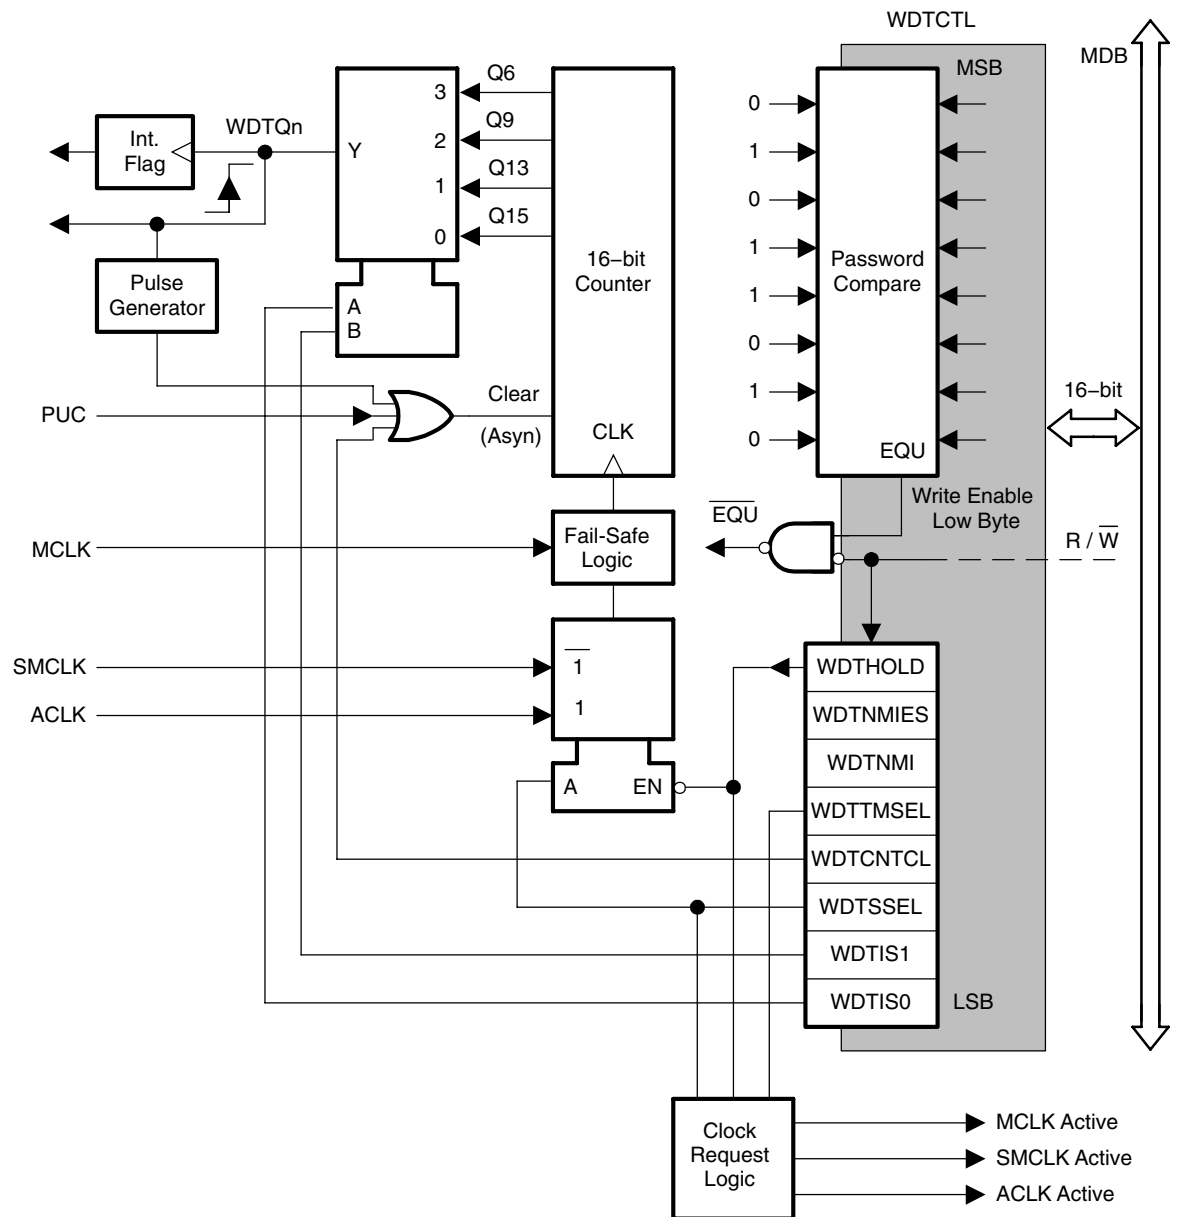 WDTCTL
MDB
MSB
Q6
3
0
Int.
Flag
WDTQn
Q9
2
Y
1
Q13
1
0
Q15
0
16−bit
Counter
1
Password
Compare
Pulse
Generator
1
A
B
0
Clear
1
16−bit
PUC
(Asyn)
CLK
0
EQU
Write Enable
Low Byte
EQU
MCLK
Fail-Safe
Logic
R / W
SMCLK
1
WDTHOLD
ACLK
1
WDTNMIES
WDTNMI
A
EN
WDTTMSEL
WDTCNTCL
WDTSSEL
WDTIS1
WDTIS0
LSB
Clock
Request
Logic
MCLK Active
SMCLK Active
ACLK Active